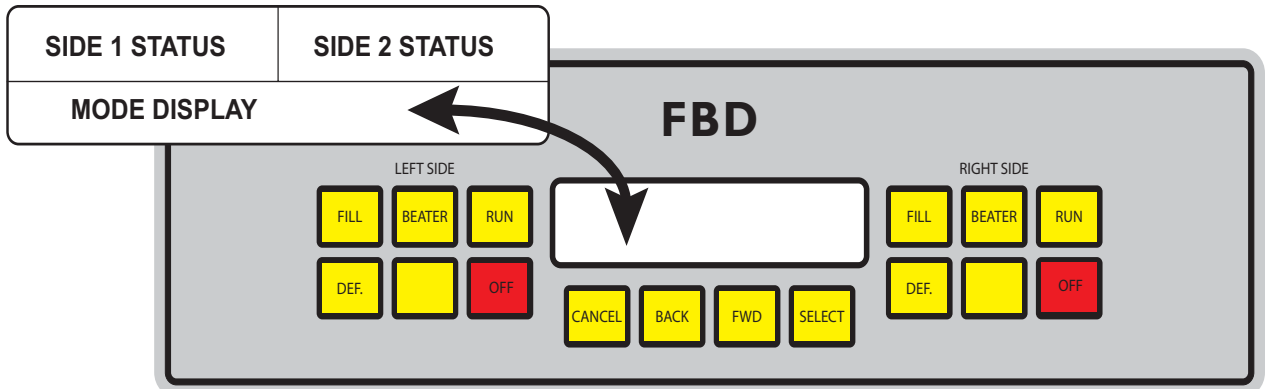 SIDE 1 STATUS
SIDE 2 STATUS
MODE DISPLAY
FBD
LEFT SIDE
RIGHT SIDE
FILL BEATER RUN
FILL BEATER RUN
DEF. OFF
DEF. OFF
CANCEL BACK FWD SELECT